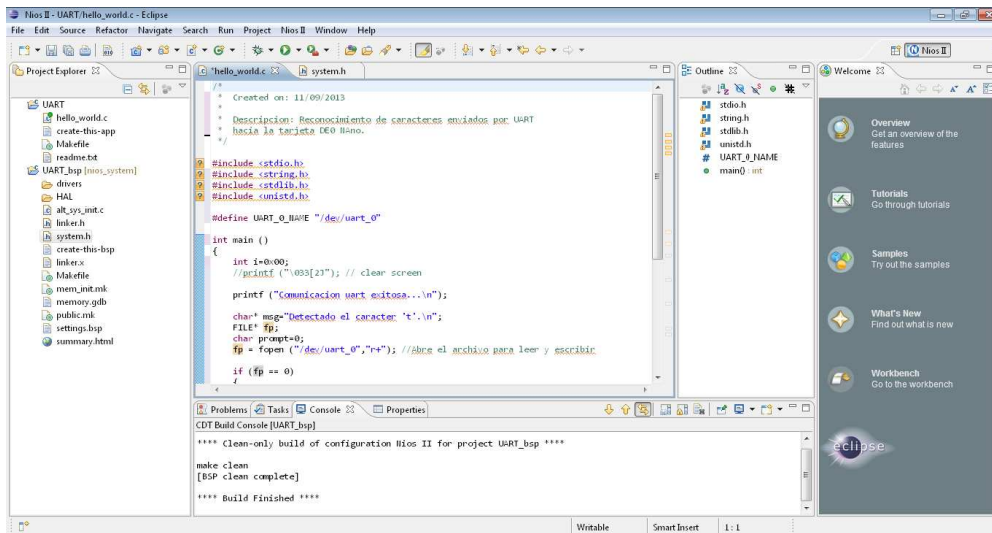 Nios II - UART/hello_world.c - Eclipse
File Edit Source Refactor Navigate Search Run Project Nios II Window Help
Nios II
Project Explorer
UART
hello_world.c
create-this-app
Makefile
readme.txt
UART_bsp [nios_system]
drivers
HAL
alt_sys_init.c
linker.h
system.h
create-this-bsp
linker.x
Makefile
mem_init.mk
memory.gdb
public.mk
settings.bsp
summary.html
*hello_world.c system.h
/*
* Created on: 11/09/2013
*
* Descripcion: Reconocimiento de caracteres enviados por UART
* hacia la tarjeta DE0 NAno.
*/
#include <stdio.h>
#include <string.h>
#include <stdlib.h>
#include <unistd.h>
#define UART_0_NAME "/dev/uart_0"
int main ()
{
int i=0x00;
//printf ("\033[2J"); // clear screen
printf ("Comunicacion uart exitosa...\n");
char* msg="Detectado el caracter 't'.\n";
FILE* fp;
char prompt=0;
fp = fopen ("/dev/uart_0","r+"); //Abre el archivo para leer y escribir
if (fp == 0)
{
Outline
stdio.h
string.h
stdlib.h
unistd.h
# UART_0_NAME
main() : int
Welcome
Overview
Get an overview of the
features
Tutorials
Go through tutorials
Samples
Try out the samples
What's New
Find out what is new
Workbench
Go to the workbench
eclipse
Problems Tasks Console Properties
CDT Build Console [UART_bsp]
**** Clean-only build of configuration Nios II for project UART_bsp ****
make clean
[BSP clean complete]
**** Build Finished ****
Writable Smart Insert 1 : 1